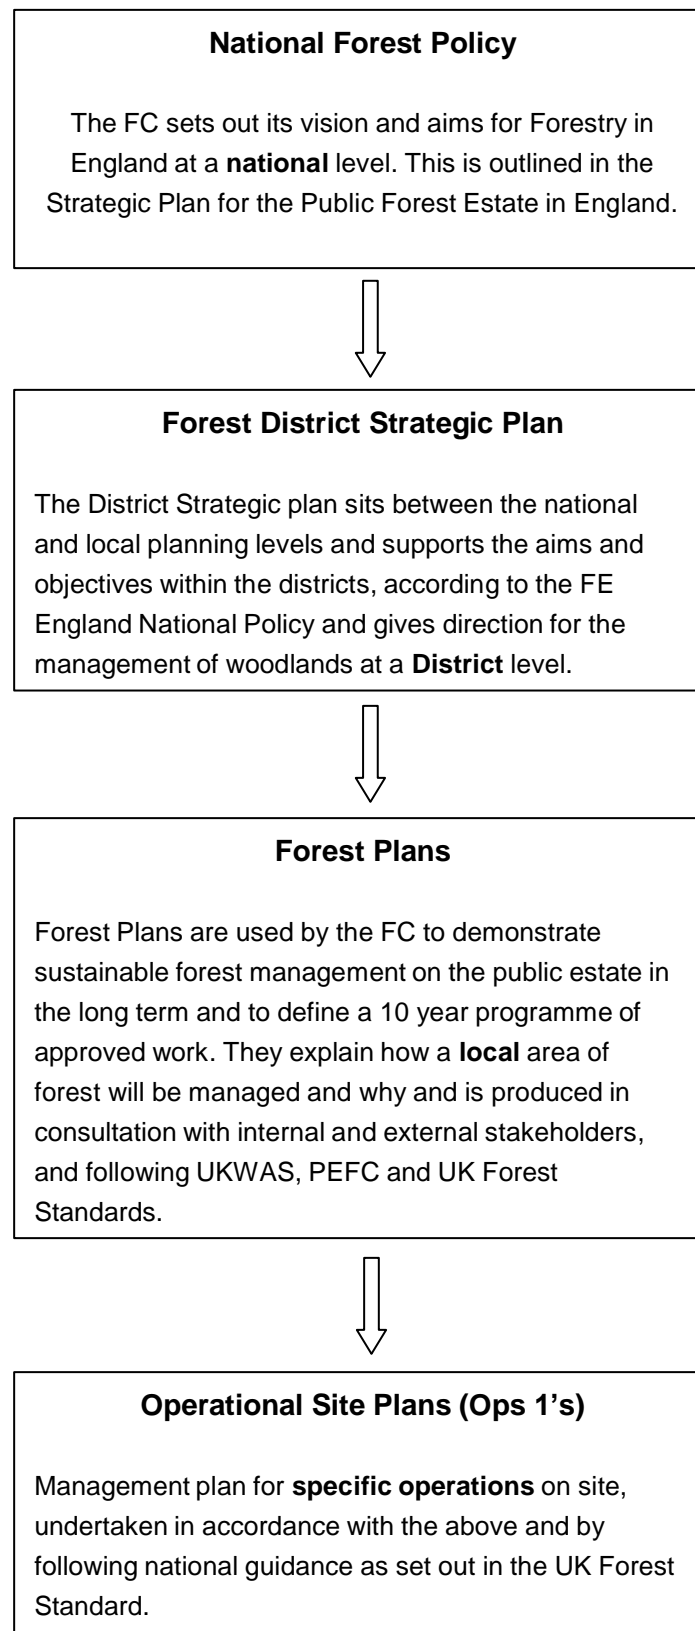 National Forest Policy
The FC sets out its vision and aims for Forestry in
England at a national level. This is outlined in the
Strategic Plan for the Public Forest Estate in England.
Forest District Strategic Plan
The District Strategic plan sits between the national
and local planning levels and supports the aims and
objectives within the districts, according to the FE
England National Policy and gives direction for the
management of woodlands at a District level.
Forest Plans
Forest Plans are used by the FC to demonstrate
sustainable forest management on the public estate in
the long term and to define a 10 year programme of
approved work. They explain how a local area of
forest will be managed and why and is produced in
consultation with internal and external stakeholders,
and following UKWAS, PEFC and UK Forest
Standards.
Operational Site Plans (Ops 1’s)
Management plan for specific operations on site,
undertaken in accordance with the above and by
following national guidance as set out in the UK Forest
Standard.